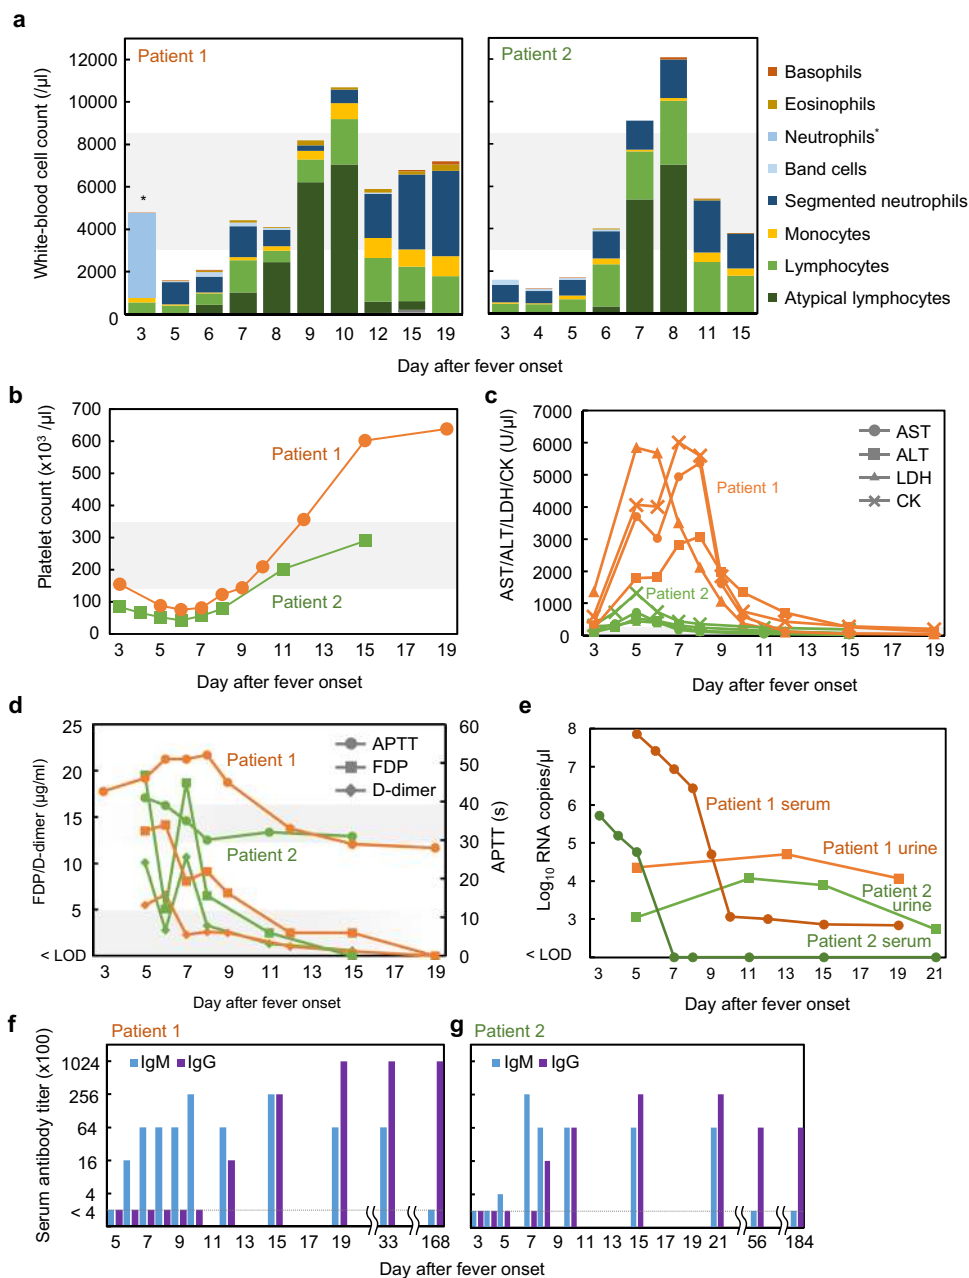 a
Patient 1
Patient 2
White-blood cell count (/µl)
12000
10000
8000
6000
4000
2000
0
*
3 5 6 7 8 9 10 12 15 19
3 4 5 6 7 8 11 15
Day after fever onset
Basophils
Eosinophils
Neutrophils*
Band cells
Segmented neutrophils
Monocytes
Lymphocytes
Atypical lymphocytes
b
Platelet count (x10³ /µl)
700
600
500
400
300
200
100
0
Patient 1
Patient 2
3 5 7 9 11 13 15 17 19
Day after fever onset
c
AST/ALT/LDH/CK (U/µl)
7000
6000
5000
4000
3000
2000
1000
0
AST
ALT
LDH
CK
Patient 1
Patient 2
3 5 7 9 11 13 15 17 19
Day after fever onset
d
FDP/D-dimer (µg/ml)
25
20
15
10
5
< LOD
Patient 1
Patient 2
APTT
FDP
D-dimer
60
50
40
30
20
10
0
APTT (s)
3 5 7 9 11 13 15 17 19
Day after fever onset
e
Log₁₀ RNA copies/µl
8
7
6
5
4
3
< LOD
Patient 1 serum
Patient 1 urine
Patient 2
urine
Patient 2 serum
3 5 7 9 11 13 15 17 19 21
Day after fever onset
f
Patient 1
Serum antibody titer (x100)
1024
256
64
16
4
< 4
IgM IgG
5 7 9 11 13 15 17 19 33 168
g
Patient 2
IgM IgG
3 5 7 9 11 13 15 17 19 21 56 184
Day after fever onset